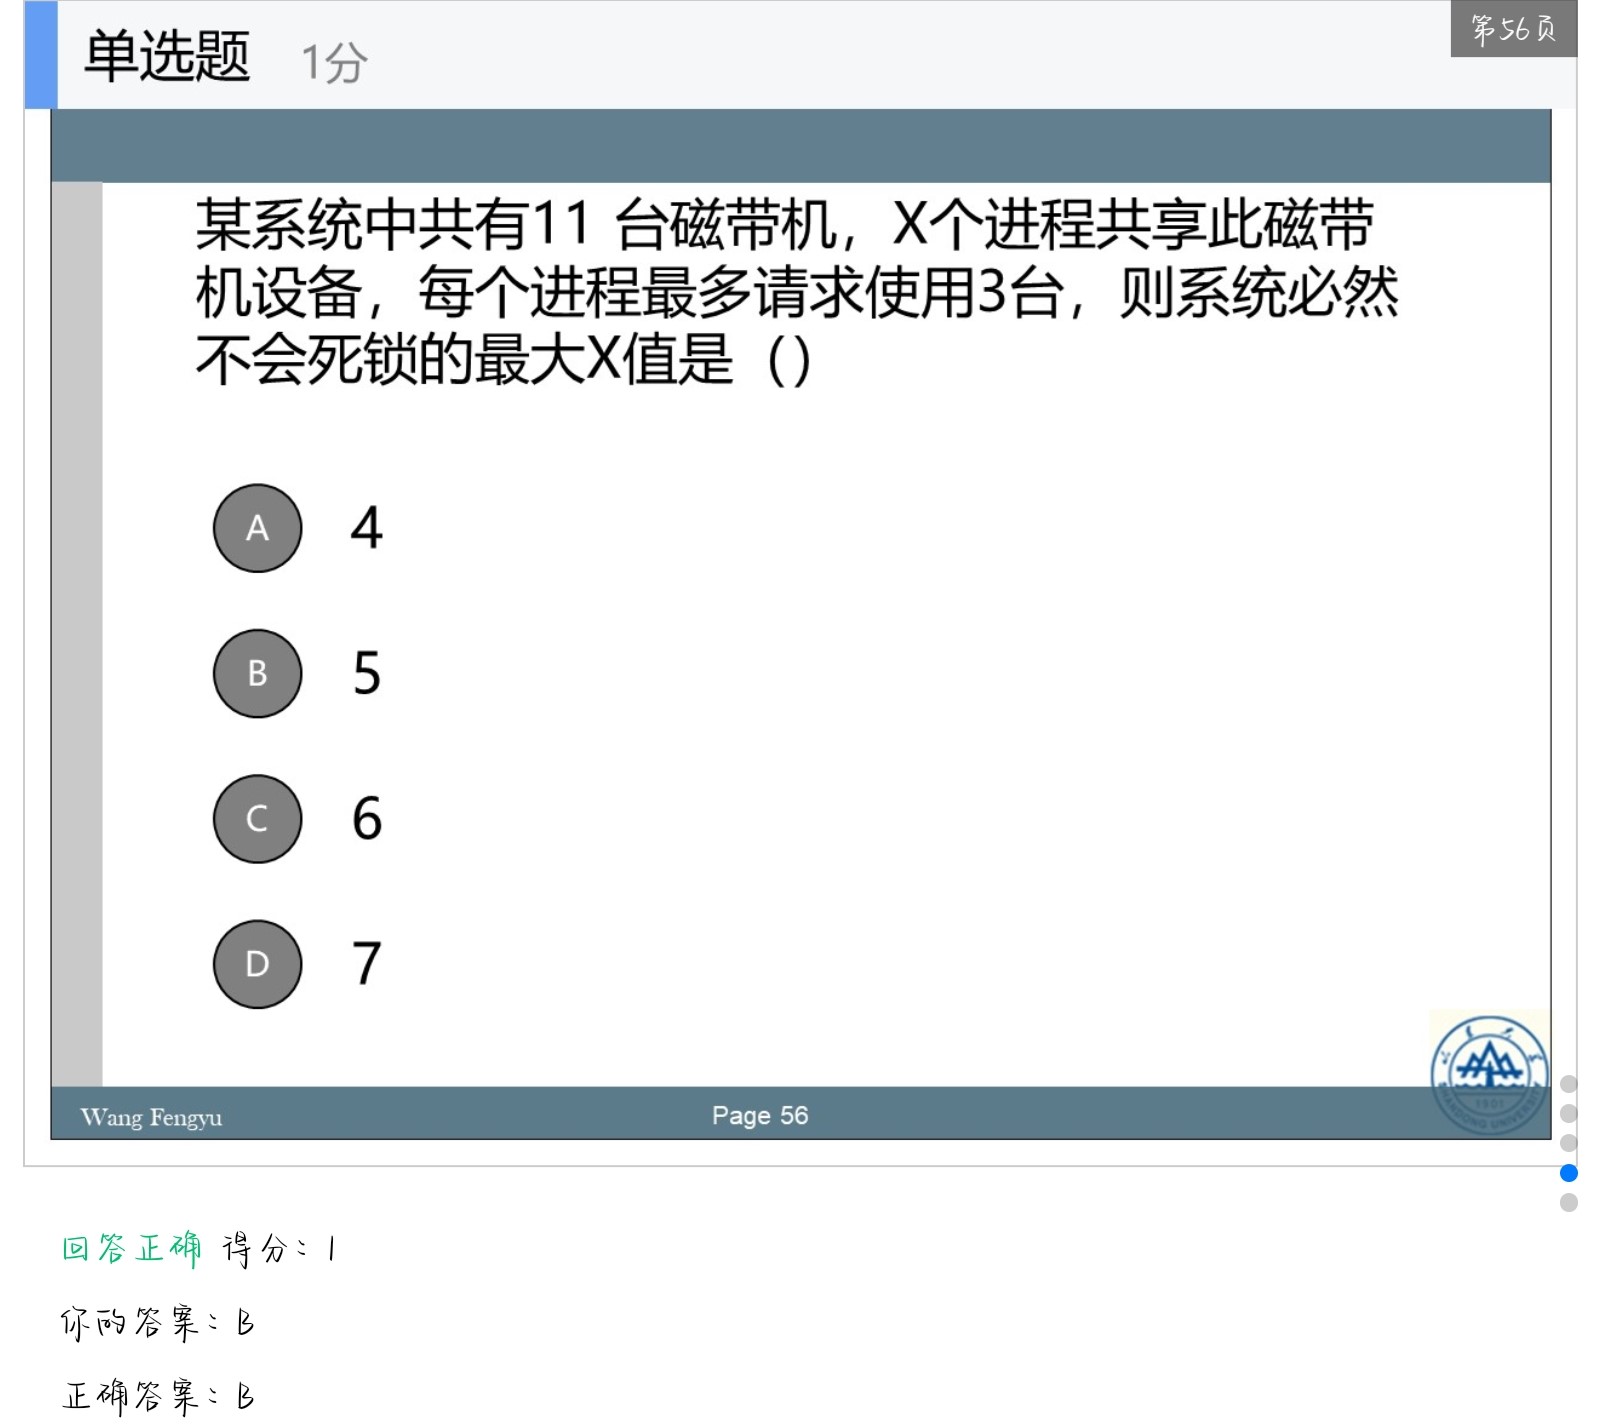 单选题 1分
第56页
某系统中共有11 台磁带机，X个进程共享此磁带
机设备，每个进程最多请求使用3台，则系统必然
不会死锁的最大X值是（）
A 4
B 5
C 6
D 7
1901
SHANDONG UNIVERSITY
Wang Fengyu
Page 56
回答正确 得分：1
你的答案：B
正确答案：B